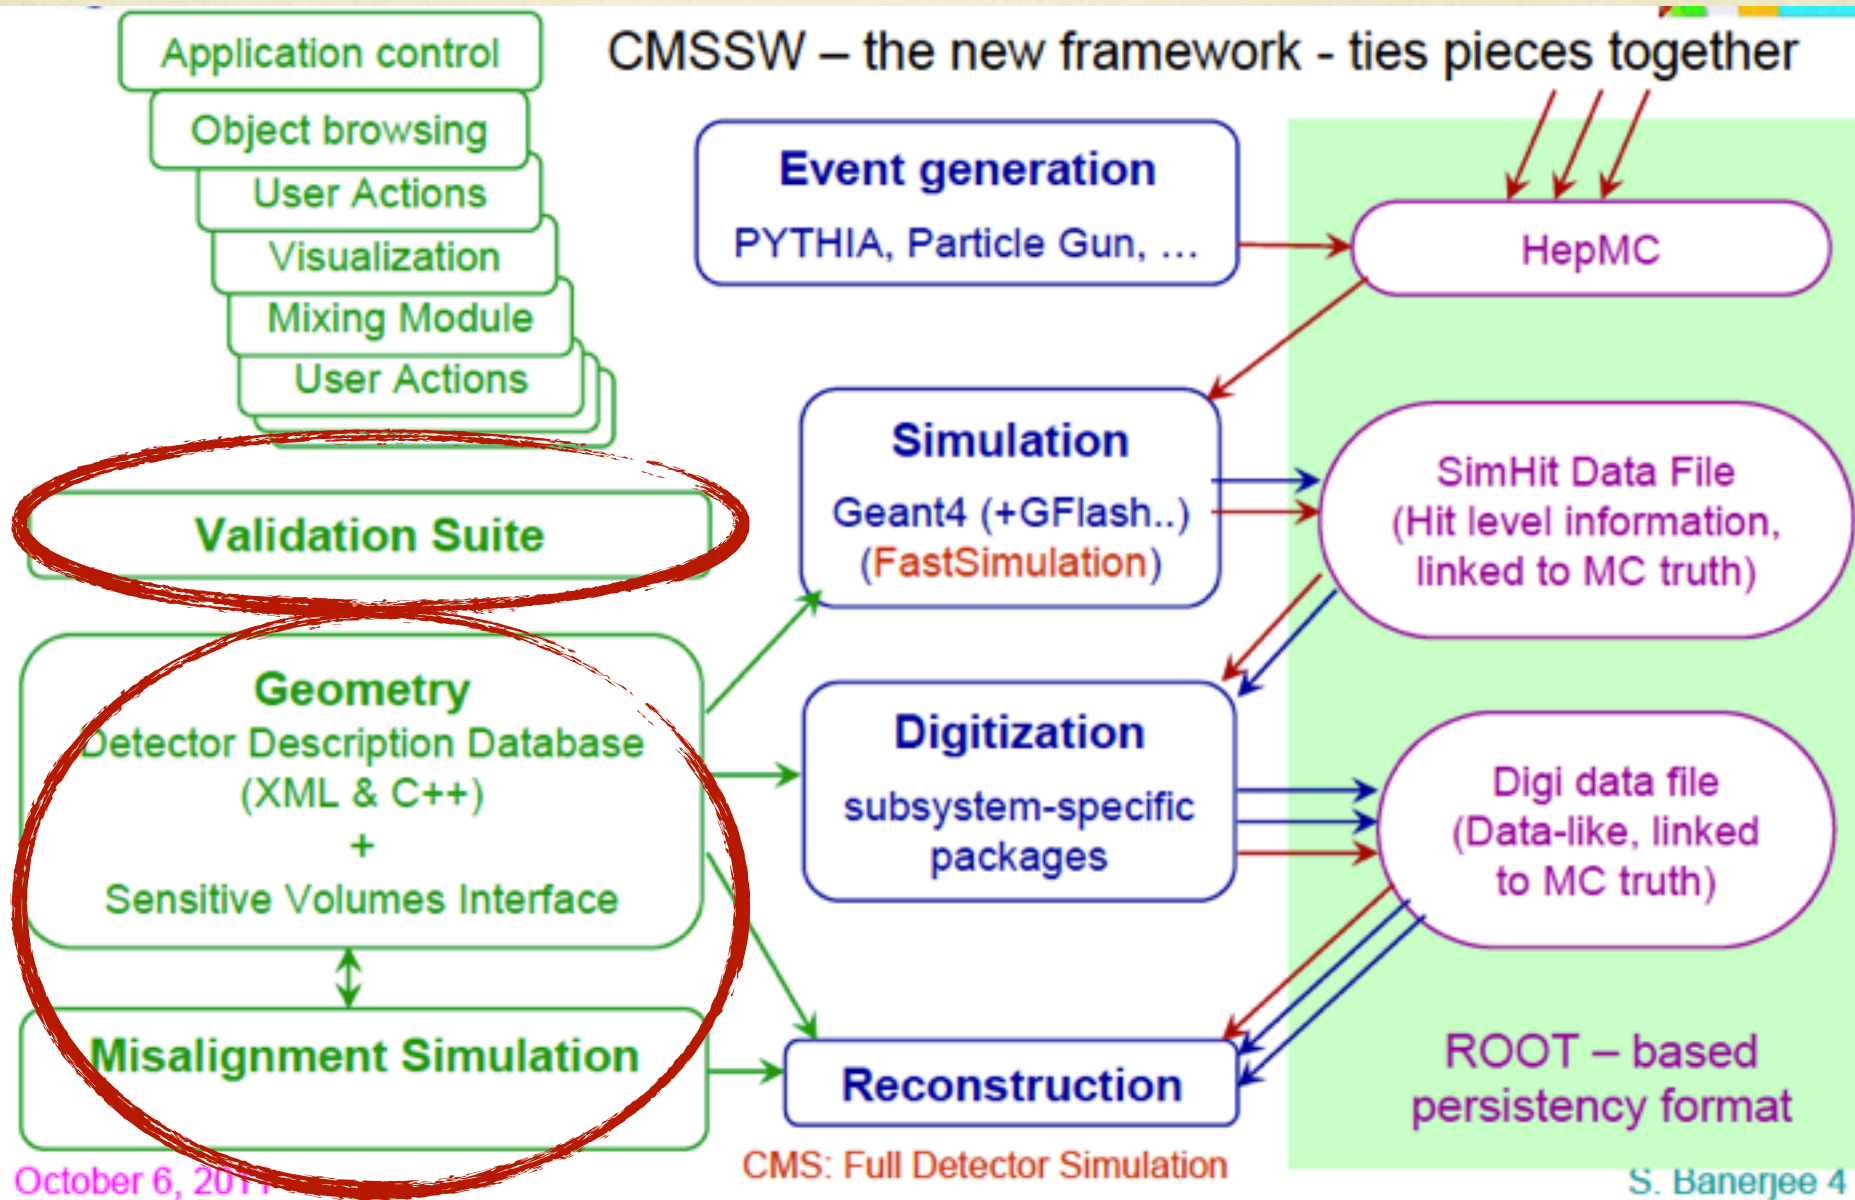 CMSSW – the new framework - ties pieces together
Application control
Object browsing
User Actions
Visualization
Mixing Module
User Actions
Validation Suite
Geometry
Detector Description Database
(XML & C++)
+
Sensitive Volumes Interface
Misalignment Simulation
Event generation
PYTHIA, Particle Gun, ...
HepMC
Simulation
Geant4 (+GFlash..)
(FastSimulation)
SimHit Data File
(Hit level information,
linked to MC truth)
Digitization
subsystem-specific
packages
Digi data file
(Data-like, linked
to MC truth)
Reconstruction
ROOT – based
persistency format
October 6, 2011
CMS: Full Detector Simulation
S. Banerjee 4